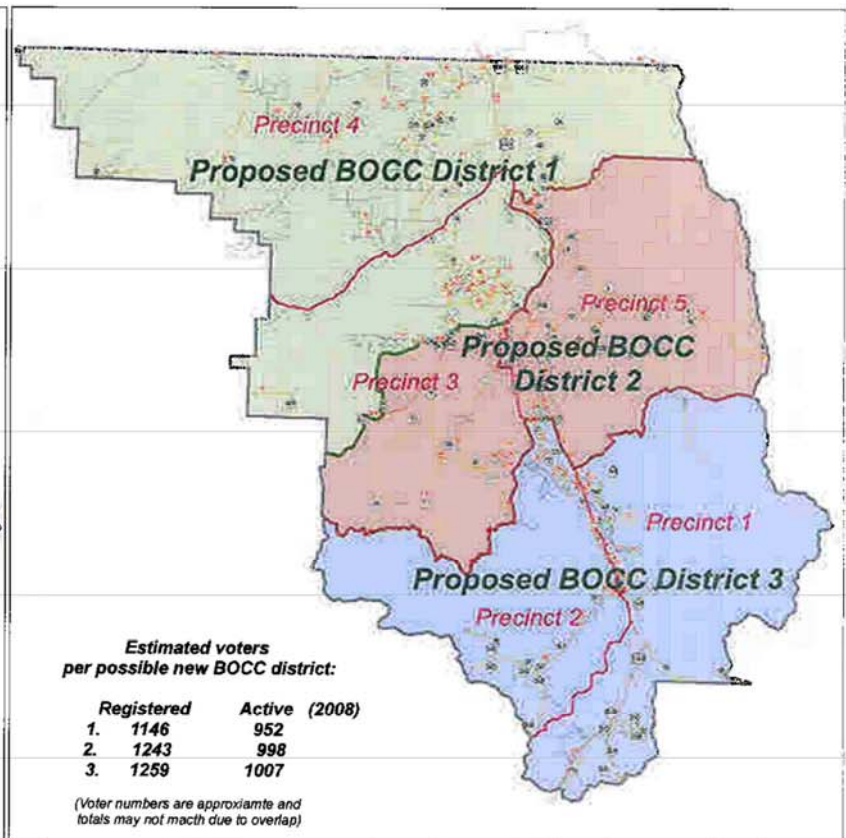 Precinct 4
Proposed BOCC District 1
Precinct 5
Proposed BOCC
District 2
Precinct 3
Precinct 1
Proposed BOCC District 3
Precinct 2
Estimated voters
per possible new BOCC district:
Registered Active (2008)
1. 1146 952
2. 1243 998
3. 1259 1007
(Voter numbers are approxiamte and
totals may not macth due to overlap)